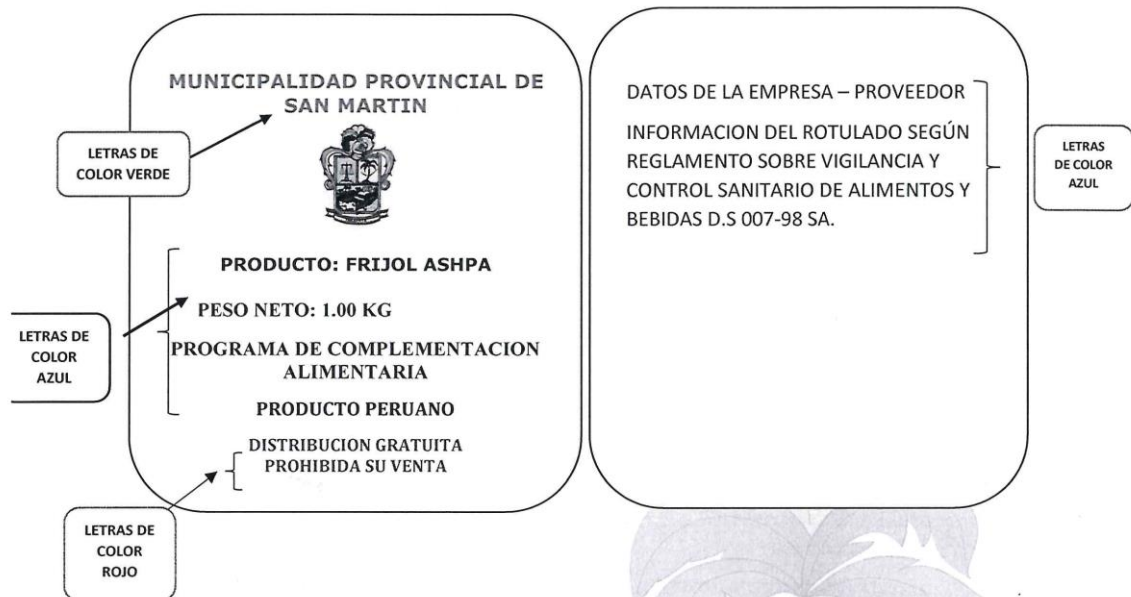 MUNICIPALIDAD PROVINCIAL DE
SAN MARTIN
LETRAS DE
COLOR VERDE
PRODUCTO: FRIJOL ASHPA
PESO NETO: 1.00 KG
PROGRAMA DE COMPLEMENTACION
ALIMENTARIA
PRODUCTO PERUANO
LETRAS DE
COLOR
AZUL
DISTRIBUCION GRATUITA
PROHIBIDA SU VENTA
LETRAS DE
COLOR
ROJO
DATOS DE LA EMPRESA – PROVEEDOR
INFORMACION DEL ROTULADO SEGÚN
REGLAMENTO SOBRE VIGILANCIA Y
CONTROL SANITARIO DE ALIMENTOS Y
BEBIDAS D.S 007-98 SA.
LETRAS
DE COLOR
AZUL